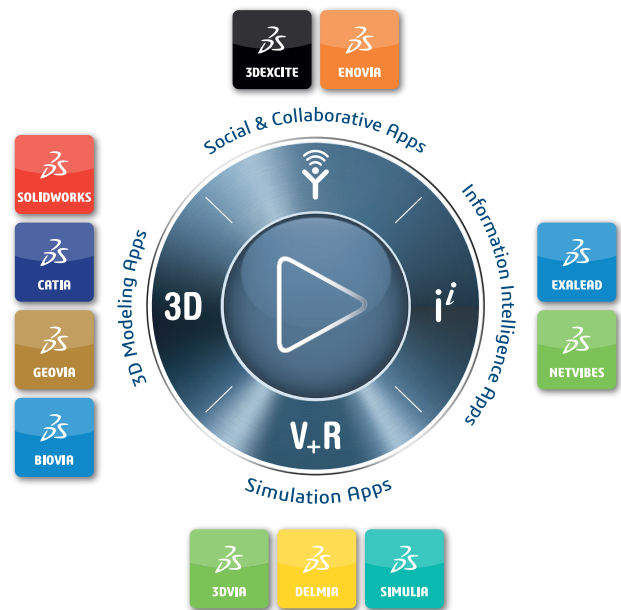 3DEXCITE
ENOVIA
Social & Collaborative Apps
SOLIDWORKS
CATIA
GEOVIA
BIOVIA
3D Modeling Apps
3D
i i
V+R
Information Intelligence Apps
EXALEAD
NETVIBES
Simulation Apps
3DVIA
DELMIA
SIMULIA